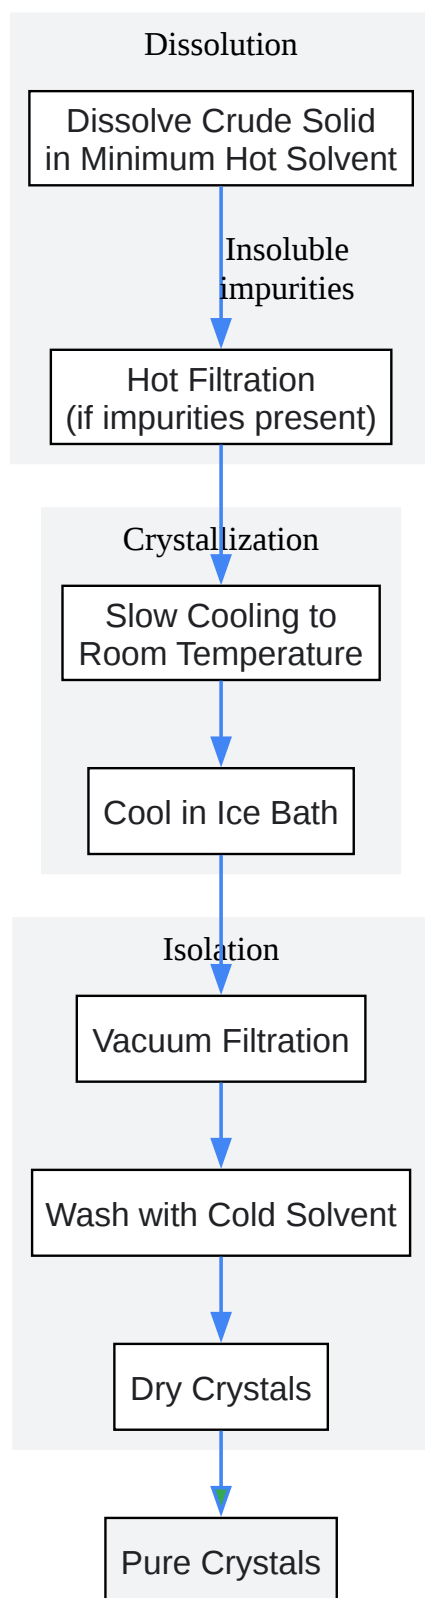 Dissolution
Dissolve Crude Solid
in Minimum Hot Solvent
Insoluble
impurities
Hot Filtration
(if impurities present)
Crystallization
Slow Cooling to
Room Temperature
Cool in Ice Bath
Isolation
Vacuum Filtration
Wash with Cold Solvent
Dry Crystals
Pure Crystals